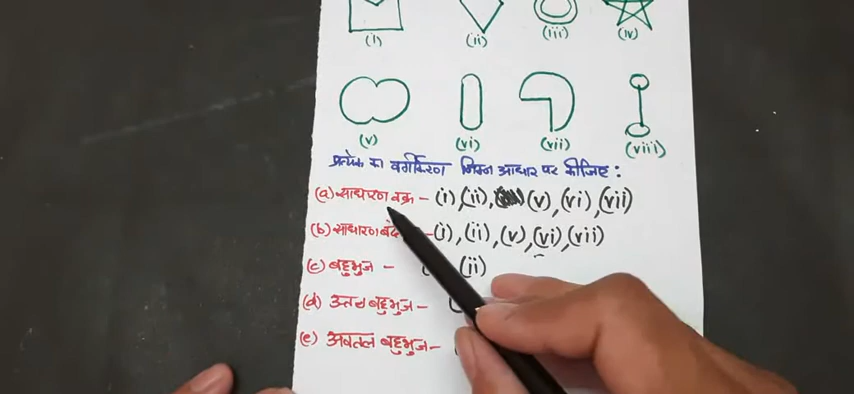 (i) (ii) (iii) (iv)
(v) (vi) (vii) (viii)
प्रत्येक का वर्गीकरण निम्न आधार पर कीजिए :
(a) साधारण वक्र – (i), (ii), (v), (vi), (vii)
(b) साधारण – (i), (ii), (v), (vi), (vii)
(c) बहुभुज – (ii)
(d) उत्तल बहुभुज –
(e) अवतल बहुभुज –